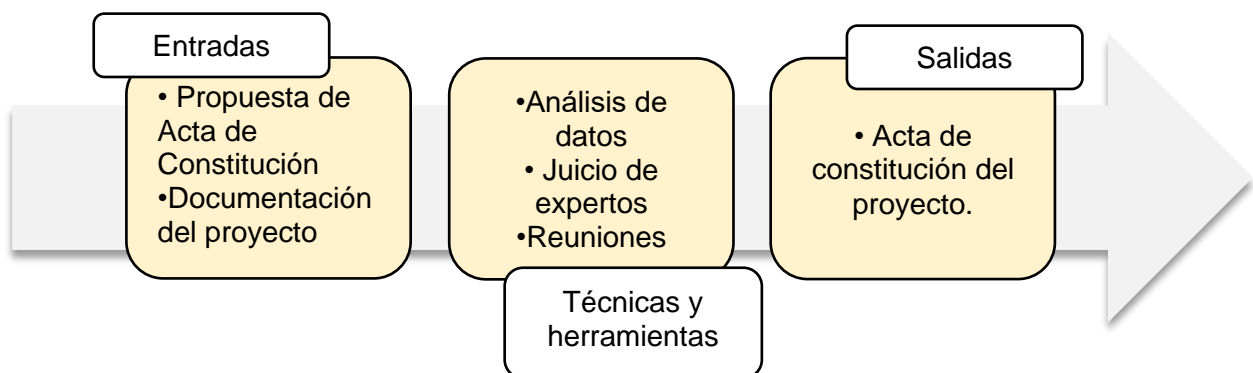 Entradas
• Propuesta de
Acta de
Constitución
•Documentación
del proyecto
•Análisis de
datos
• Juicio de
expertos
•Reuniones
Técnicas y
herramientas
Salidas
• Acta de
constitución del
proyecto.